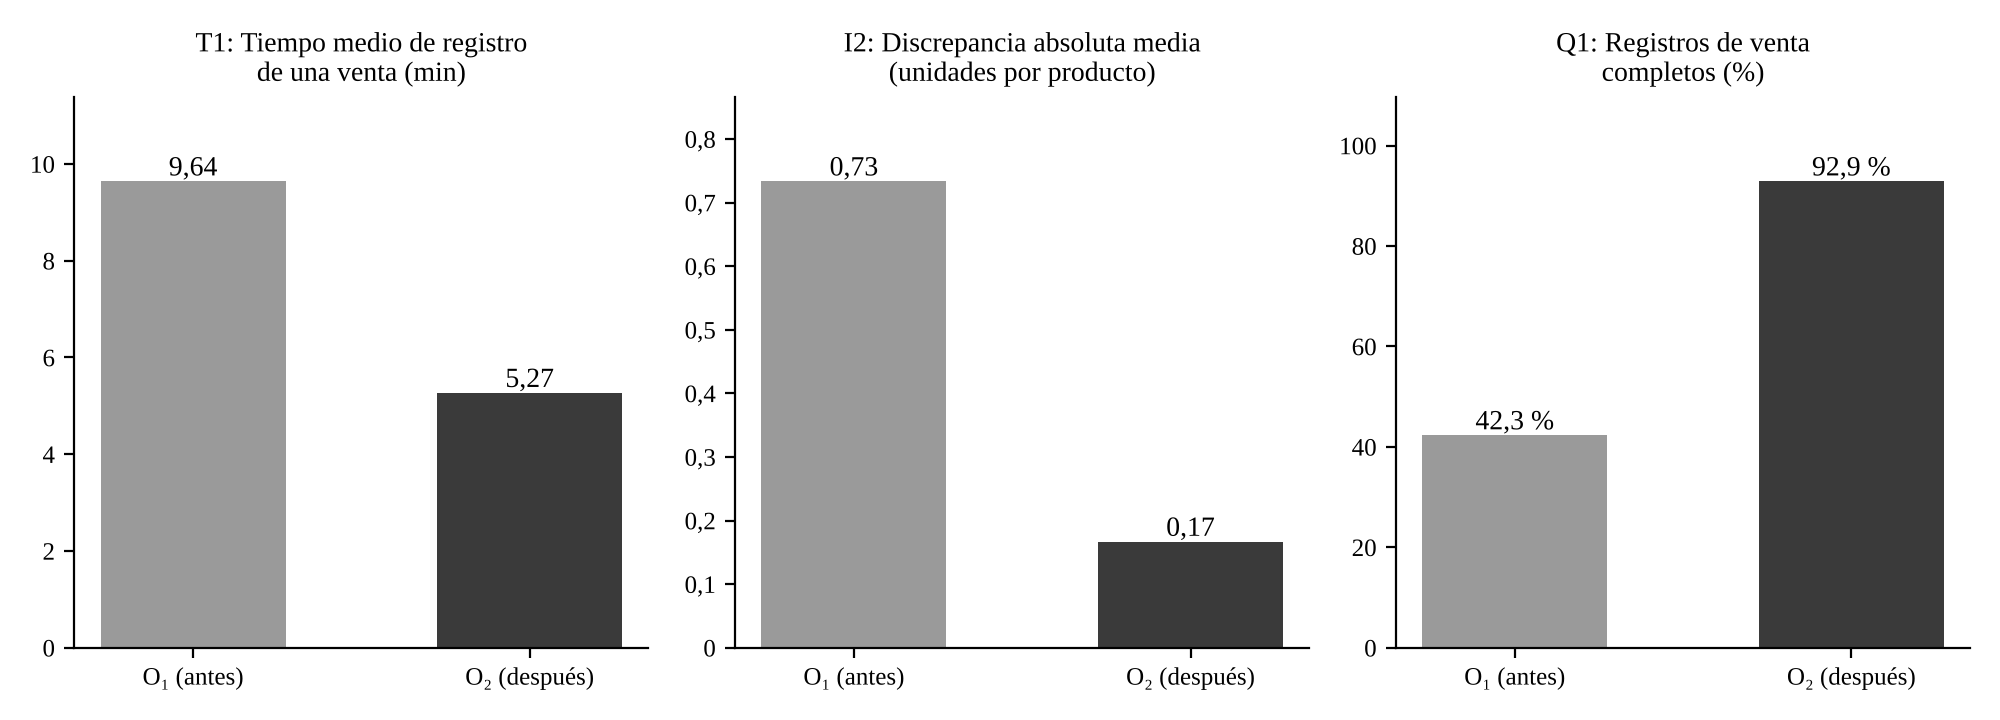 T1: Tiempo medio de registro
de una venta (min)
10
8
6
4
2
0
9,64
5,27
O₁ (antes)
O₂ (después)
I2: Discrepancia absoluta media
(unidades por producto)
0,8
0,7
0,6
0,5
0,4
0,3
0,2
0,1
0
0,73
0,17
O₁ (antes)
O₂ (después)
Q1: Registros de venta
completos (%)
100
80
60
40
20
0
42,3 %
92,9 %
O₁ (antes)
O₂ (después)